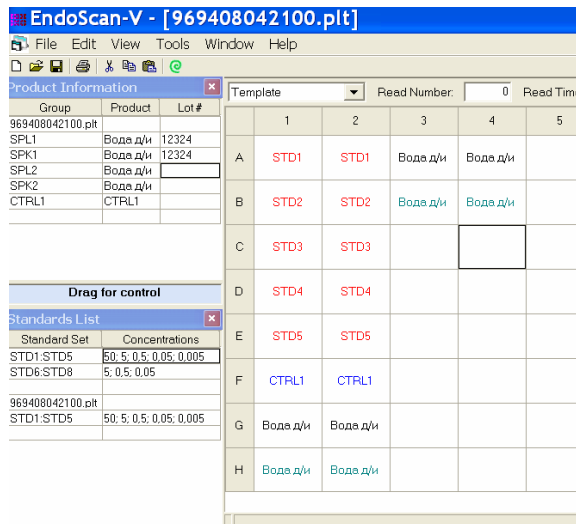 EndoScan-V - [969408042100.plt]
File Edit View Tools Window Help
Product Information
Group Product Lot#
969408042100.plt
SPL1 Вода д/и 12324
SPK1 Вода д/и 12324
SPL2 Вода д/и
SPK2 Вода д/и
CTRL1 CTRL1
Drag for control
Standards List
Standard Set Concentrations
STD1:STD5 50; 5; 0,5; 0,05; 0,005
STD6:STD8 5; 0,5; 0,05
969408042100.plt
STD1:STD5 50; 5; 0,5; 0,05; 0,005
Template Read Number: 0 Read Time
1 2 3 4 5
A STD1 STD1 Вода д/и Вода д/и
B STD2 STD2 Вода д/и Вода д/и
C STD3 STD3
D STD4 STD4
E STD5 STD5
F CTRL1 CTRL1
G Вода д/и Вода д/и
H Вода д/и Вода д/и